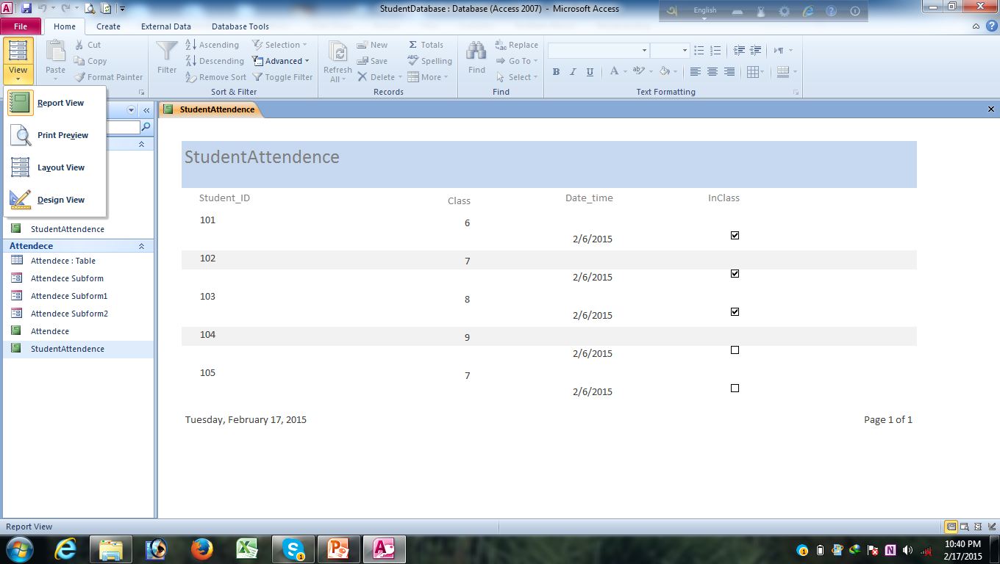 StudentDatabase : Database (Access 2007) - Microsoft Access
English
File Home Create External Data Database Tools
View
Paste
Cut
Copy
Format Painter
Filter
Ascending
Descending
Remove Sort
Selection
Advanced
Toggle Filter
Sort & Filter
Refresh
All
New
Save
Delete
Totals
Spelling
More
Records
Find
Replace
Go To
Select
Find
B I U A
Text Formatting
Report View
Print Preview
Layout View
Design View
StudentAttendence
Attendece
Attendece : Table
Attendece Subform
Attendece Subform1
Attendece Subform2
Attendece
StudentAttendence
StudentAttendence
StudentAttendence
Student_ID Class Date_time InClass
101 6 2/6/2015
102 7 2/6/2015
103 8 2/6/2015
104 9 2/6/2015
105 7 2/6/2015
Tuesday, February 17, 2015 Page 1 of 1
Report View
10:40 PM
2/17/2015